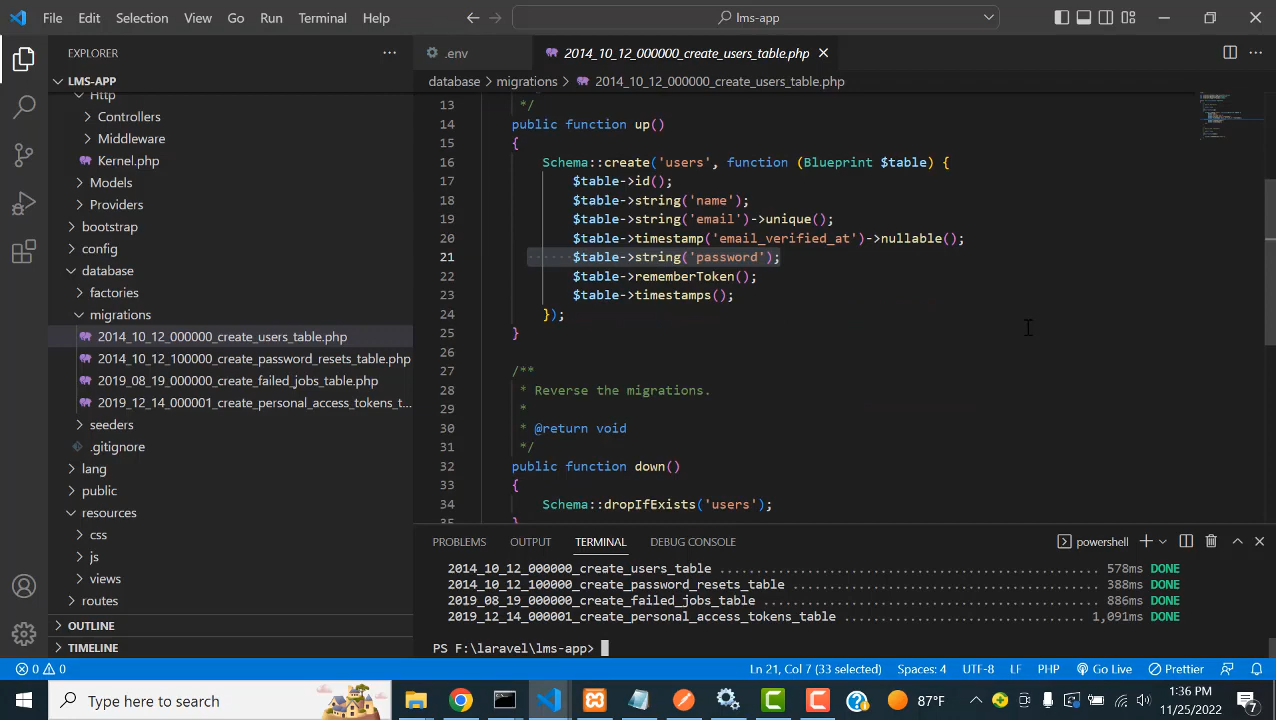 File Edit Selection View Go Run Terminal Help
lms-app
EXPLORER
.env
2014_10_12_000000_create_users_table.php
LMS-APP
Http
Controllers
Middleware
Kernel.php
Models
Providers
bootstrap
config
database
factories
migrations
2014_10_12_000000_create_users_table.php
2014_10_12_100000_create_password_resets_table.php
2019_08_19_000000_create_failed_jobs_table.php
2019_12_14_000001_create_personal_access_tokens_t...
seeders
.gitignore
lang
public
resources
css
js
views
routes
OUTLINE
TIMELINE
database > migrations > 2014_10_12_000000_create_users_table.php
13 */
14 public function up()
15 {
16 Schema::create('users', function (Blueprint $table) {
17 $table->id();
18 $table->string('name');
19 $table->string('email')->unique();
20 $table->timestamp('email_verified_at')->nullable();
21 $table->string('password');
22 $table->rememberToken();
23 $table->timestamps();
24 });
25 }
26
27 /**
28 * Reverse the migrations.
29 *
30 * @return void
31 */
32 public function down()
33 {
34 Schema::dropIfExists('users');
35 }
PROBLEMS OUTPUT TERMINAL DEBUG CONSOLE
powershell
2014_10_12_000000_create_users_table ................................................ 578ms DONE
2014_10_12_100000_create_password_resets_table ....................................... 388ms DONE
2019_08_19_000000_create_failed_jobs_table ........................................... 886ms DONE
2019_12_14_000001_create_personal_access_tokens_table ................................ 1,091ms DONE
PS F:\laravel\lms-app>
0 0
Ln 21, Col 7 (33 selected) Spaces: 4 UTF-8 LF PHP Go Live Prettier
Type here to search
87°F
1:36 PM
11/25/2022
7